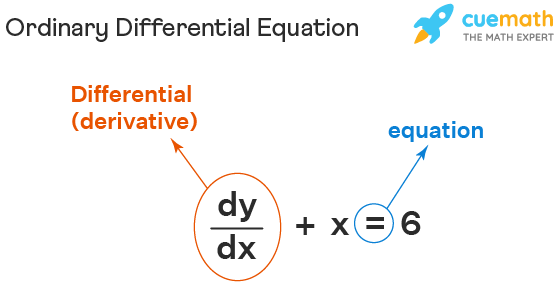 Ordinary Differential Equation
cuemath
THE MATH EXPERT
Differential
(derivative)
equation
dy
dx
+ x = 6